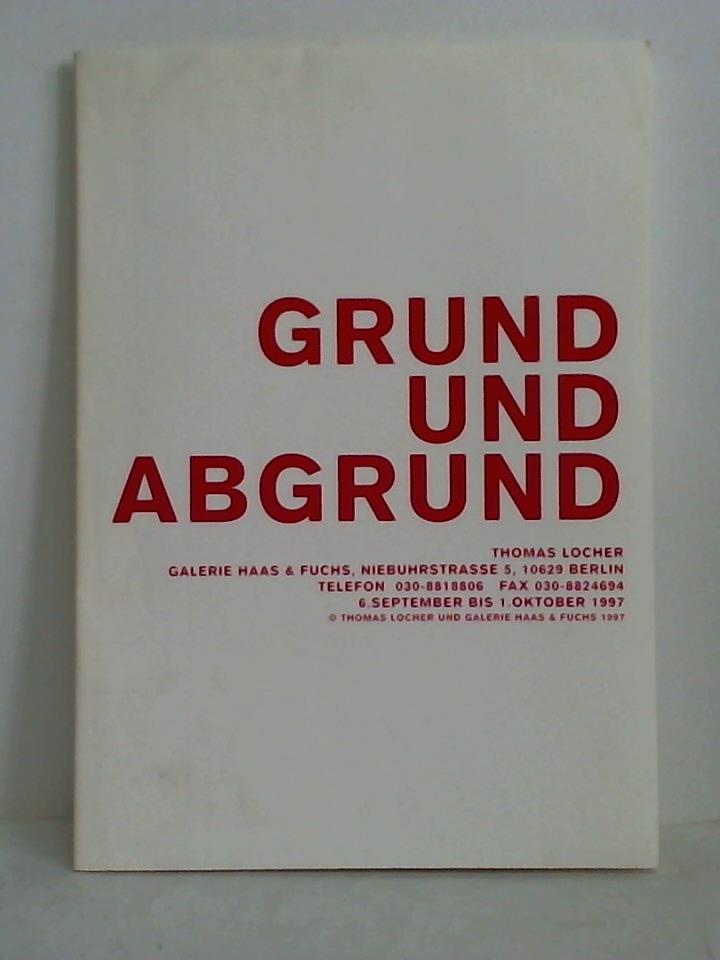 GRUND
UND
ABGRUND
THOMAS LOCHER
GALERIE HAAS & FUCHS, NIEBUHRSTRASSE 5, 10629 BERLIN
TELEFON 030-8818806 FAX 030-8824694
6.SEPTEMBER BIS 1.OKTOBER 1997
© THOMAS LOCHER UND GALERIE HAAS & FUCHS 1997